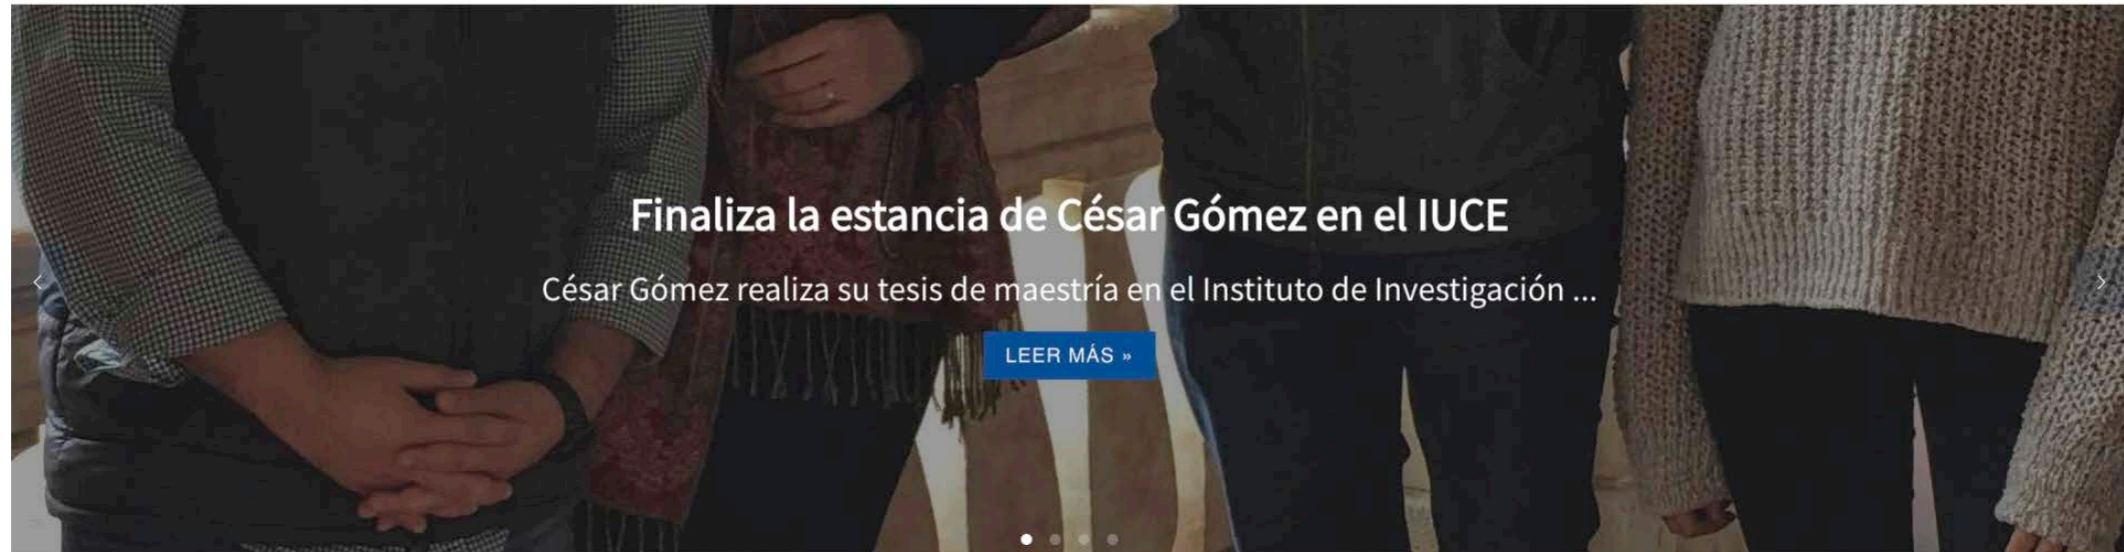 Finaliza la estancia de César Gómez en el IUCE
César Gómez realiza su tesis de maestría en el Instituto de Investigación ...
LEER MÁS »